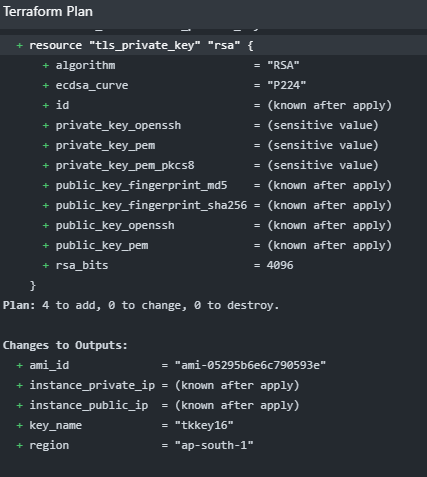 Terraform Plan
+ resource "tls_private_key" "rsa" {
+ algorithm = "RSA"
+ ecdsa_curve = "P224"
+ id = (known after apply)
+ private_key_openssh = (sensitive value)
+ private_key_pem = (sensitive value)
+ private_key_pem_pkcs8 = (sensitive value)
+ public_key_fingerprint_md5 = (known after apply)
+ public_key_fingerprint_sha256 = (known after apply)
+ public_key_openssh = (known after apply)
+ public_key_pem = (known after apply)
+ rsa_bits = 4096
}
Plan: 4 to add, 0 to change, 0 to destroy.
Changes to Outputs:
+ ami_id = "ami-05295b6e6c790593e"
+ instance_private_ip = (known after apply)
+ instance_public_ip = (known after apply)
+ key_name = "tkkey16"
+ region = "ap-south-1"